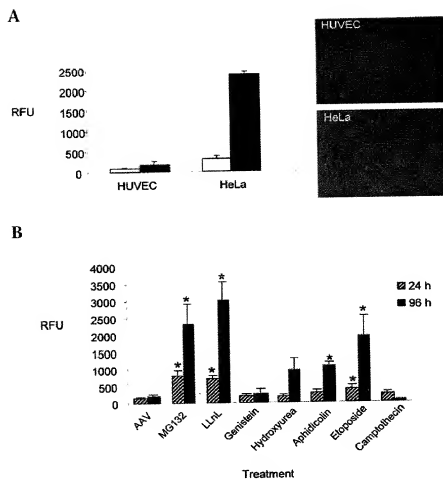 A
RFU
2500
2000
1500
1000
500
0
HUVEC
HeLa
HUVEC
HeLa
B
RFU
4000
3500
3000
2500
2000
1500
1000
500
0
24 h
96 h
* * * * * * *
AAV
MG132
LLnL
Genistein
Hydroxyurea
Aphidicolin
Etoposide
Camptothecin
Treatment